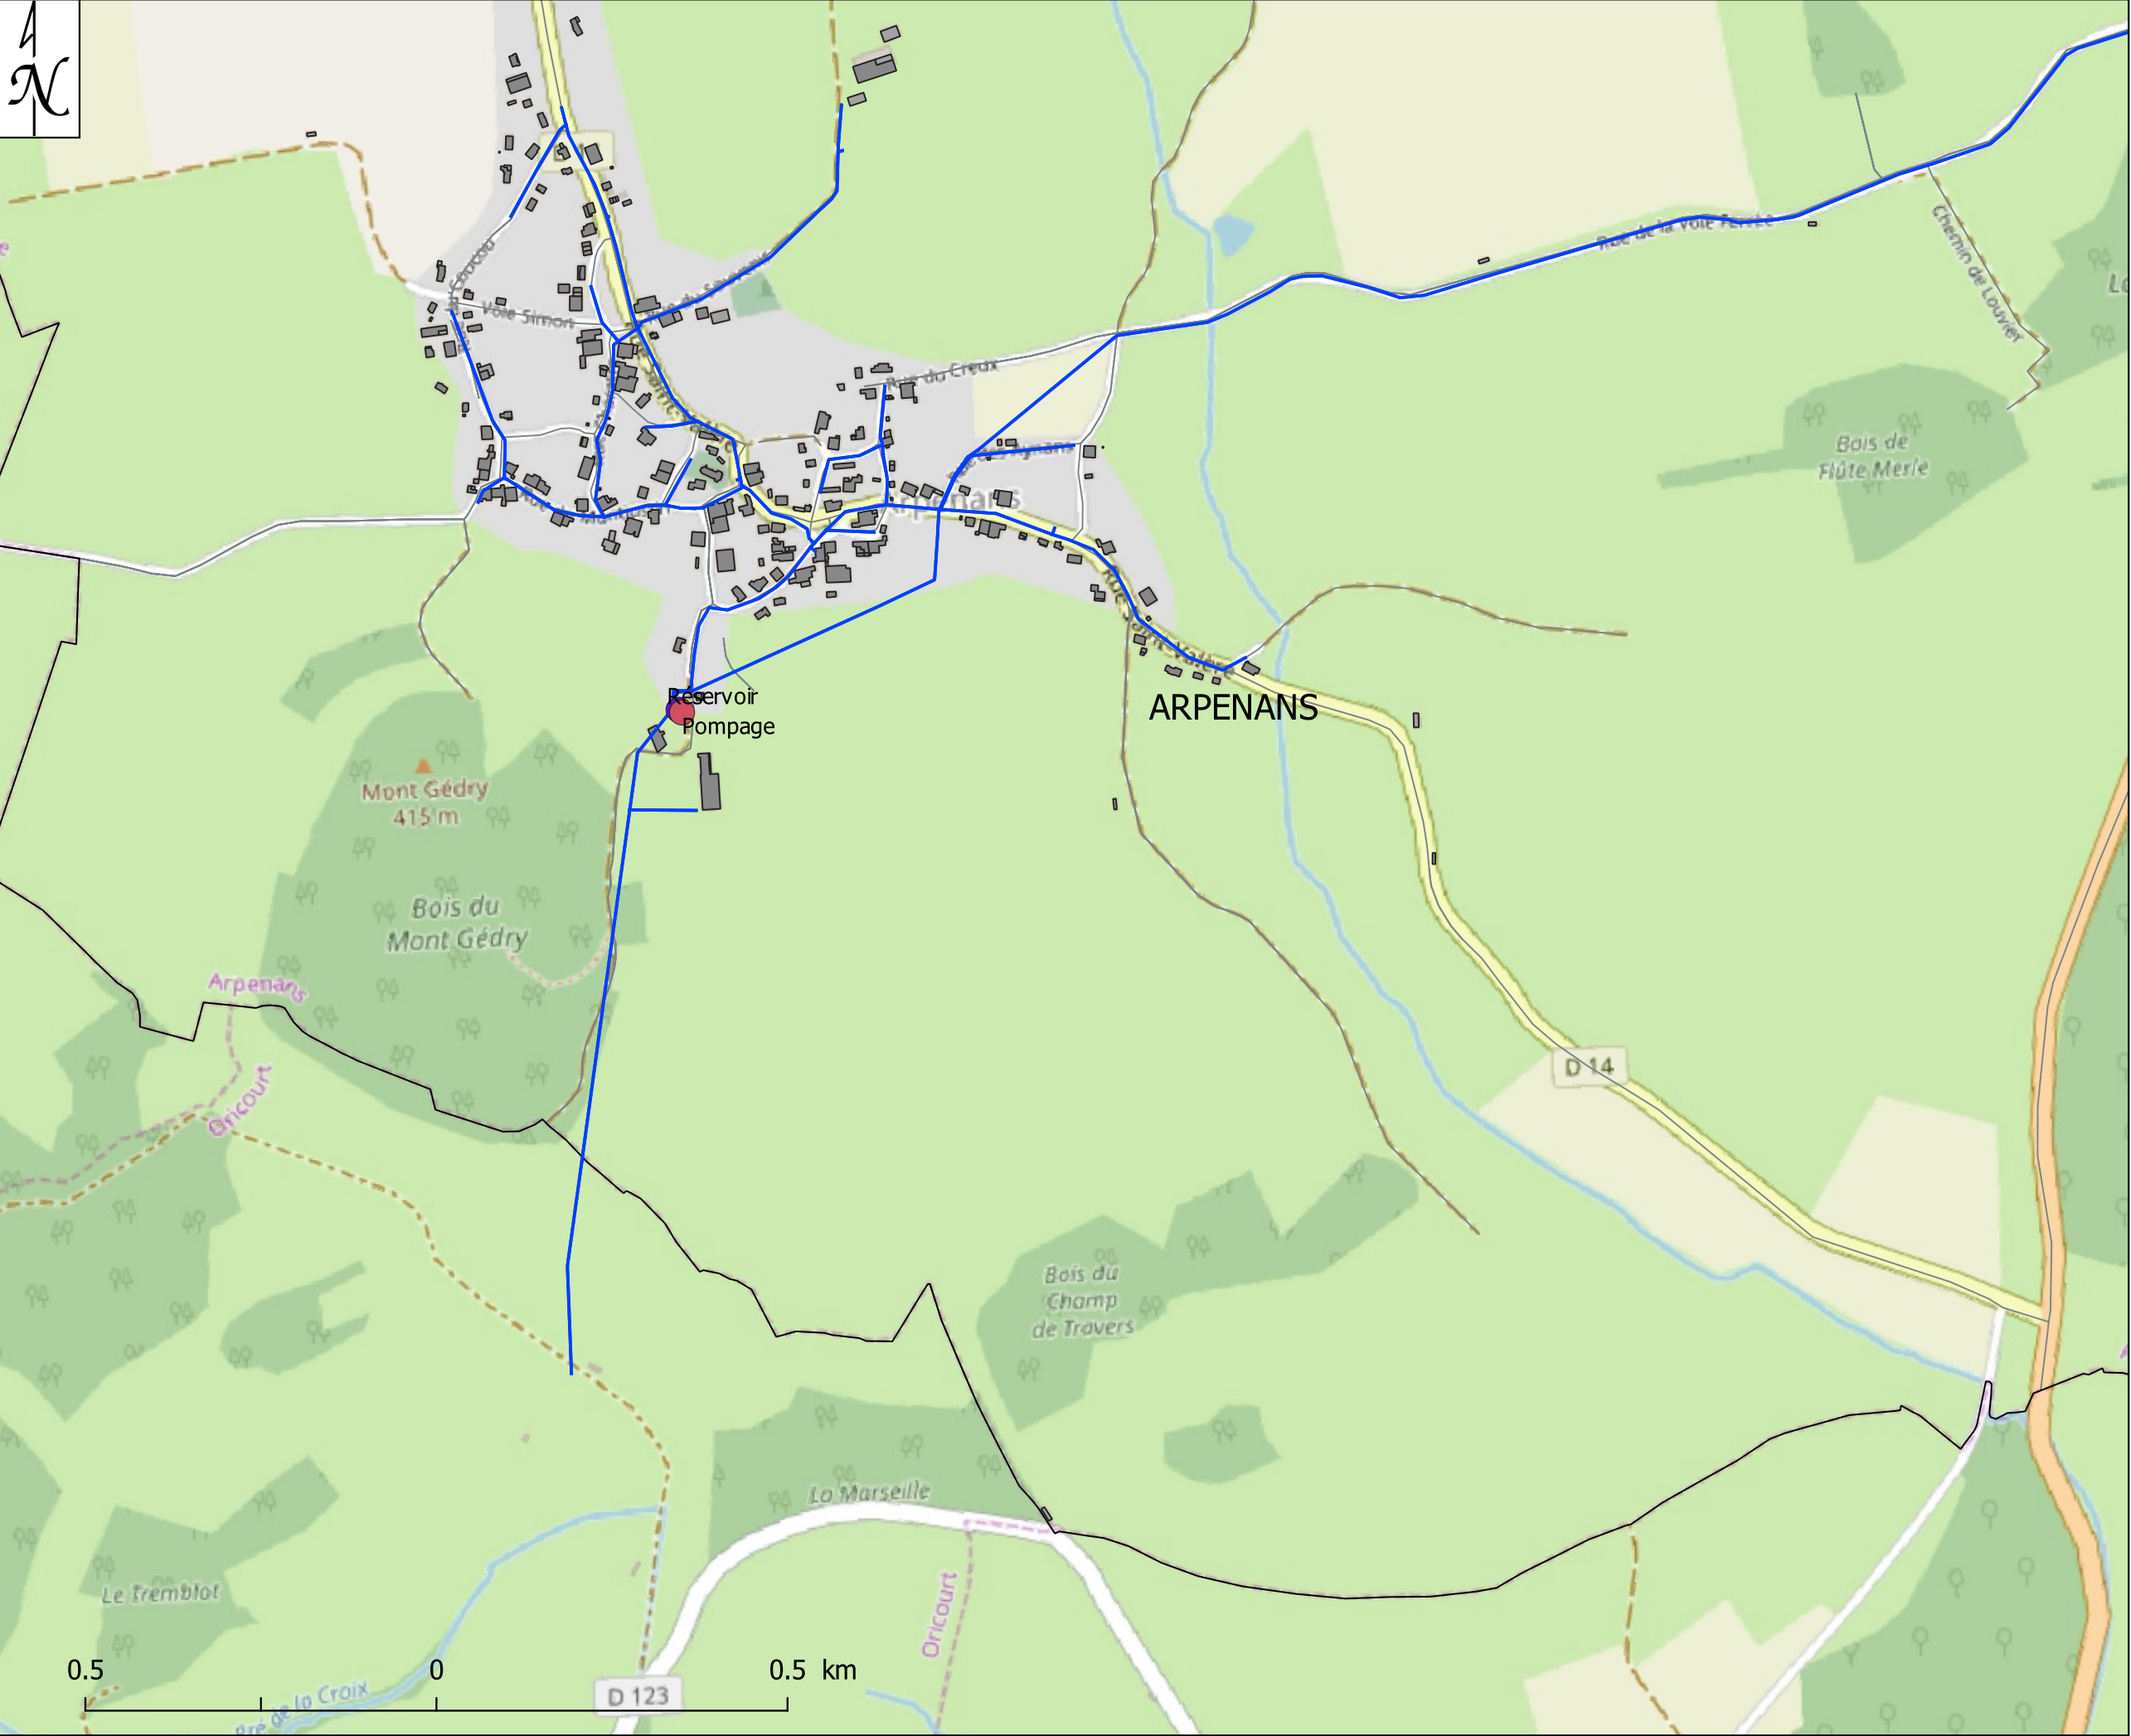 N
Voie Simon
Rue du Creux
Rue de la Voie Ferrée
Chemin de Louvier
Bois de
Flûte Merle
Arpenans
Réservoir
Pompage
ARPENANS
Mont Gédry
415 m
Bois du
Mont Gédry
Arpenans
Oricourt
D 14
Bois du
Champ
de Travers
La Marseille
Le Tremblot
Oricourt
0.5 0 0.5 km
D 123
Pré de la Croix